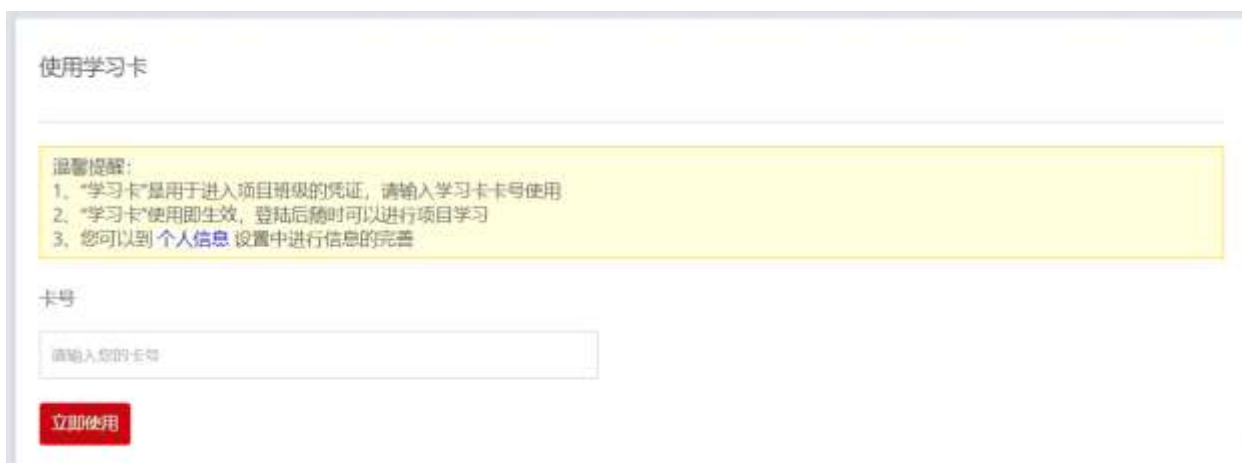 使用学习卡
温馨提醒：
1、“学习卡”是用于进入项目班级的凭证，请输入学习卡卡号使用
2、“学习卡”使用即生效，登陆后随时可以进行项目学习
3、您可以到 个人信息 设置中进行信息的完善
卡号
请输入您的卡号
立即使用